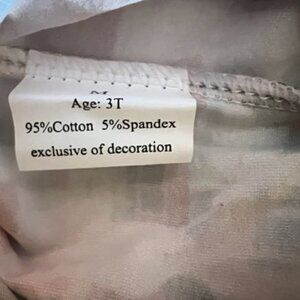 Age: 3T
95%Cotton 5%Spandex
exclusive of decoration